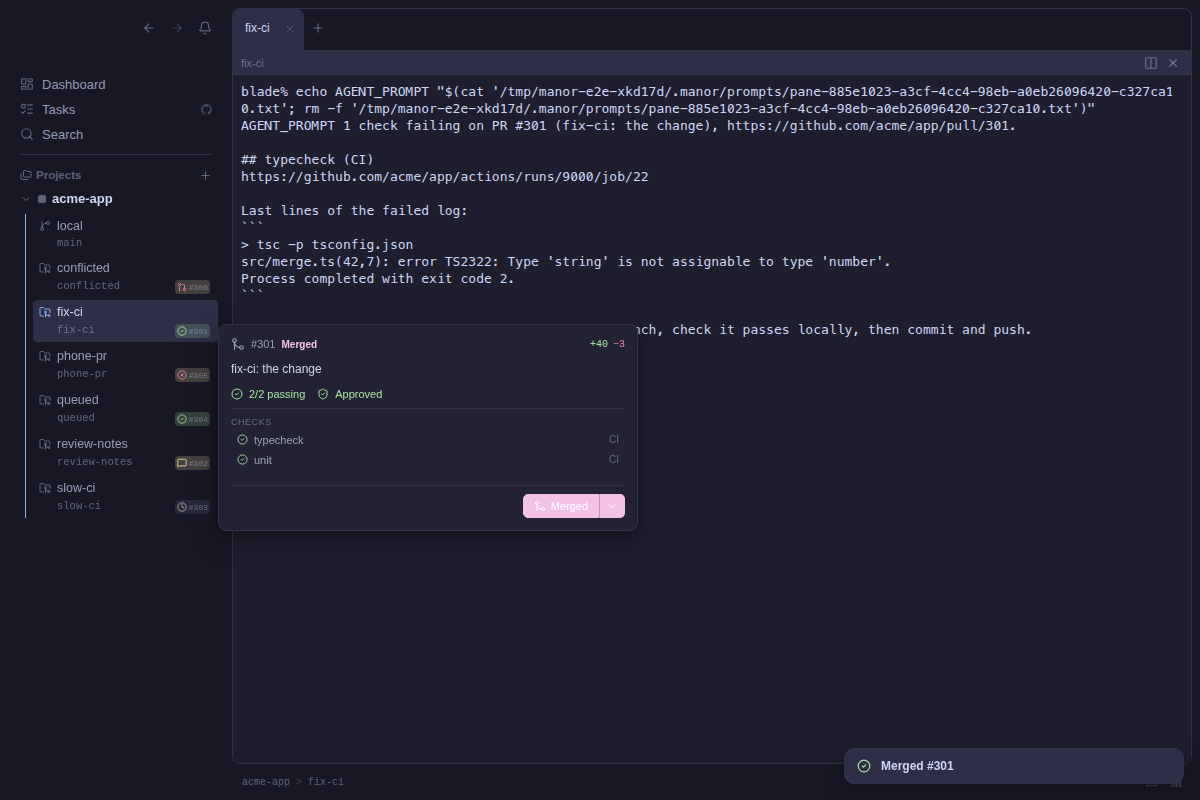 fix-ci
fix-ci
Dashboard
Tasks
Search
Projects
acme-app
local
main
conflicted
conflicted
#306
fix-ci
fix-ci
#301
phone-pr
phone-pr
#305
queued
queued
#304
review-notes
review-notes
#302
slow-ci
slow-ci
#303
blade% echo AGENT_PROMPT "$(cat '/tmp/manor-e2e-xkd17d/.manor/prompts/pane-885e1023-a3cf-4cc4-98eb-a0eb26096420-c327ca1
0.txt'; rm -f '/tmp/manor-e2e-xkd17d/.manor/prompts/pane-885e1023-a3cf-4cc4-98eb-a0eb26096420-c327ca10.txt')"
AGENT_PROMPT 1 check failing on PR #301 (fix-ci: the change), https://github.com/acme/app/pull/301.
## typecheck (CI)
https://github.com/acme/app/actions/runs/9000/job/22
Last lines of the failed log:
```
> tsc -p tsconfig.json
src/merge.ts(42,7): error TS2322: Type 'string' is not assignable to type 'number'.
Process completed with exit code 2.
```
nch, check it passes locally, then commit and push.
#301 Merged +40 −3
fix-ci: the change
2/2 passing Approved
CHECKS
typecheck CI
unit CI
Merged
Merged #301
acme-app > fix-ci